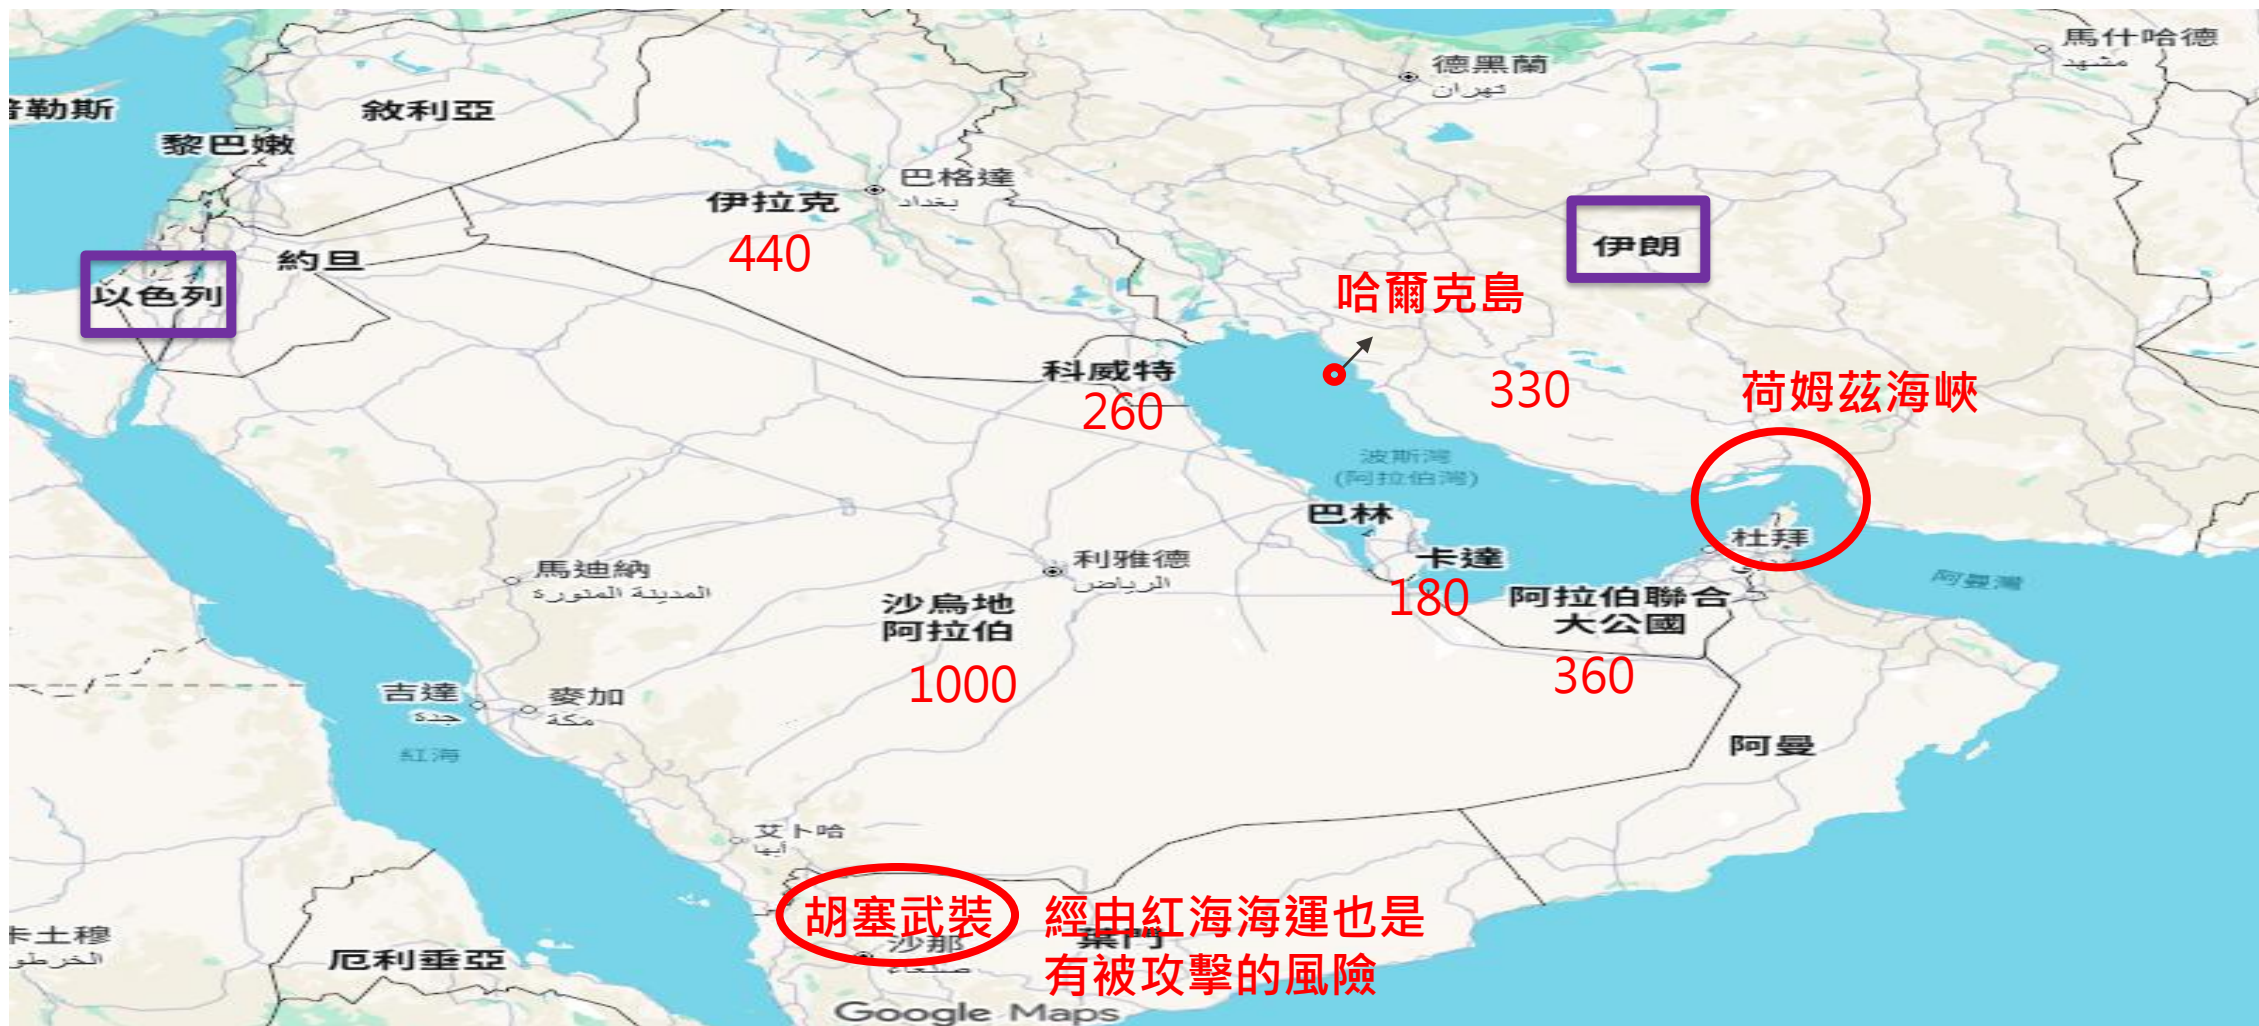 馬什哈德
مشهد
德黑蘭
تهران
普勒斯
敘利亞
黎巴嫩
巴格達
بغداد
伊拉克
440
伊朗
約旦
以色列
哈爾克島
科威特
260
330
荷姆茲海峽
波斯灣
(阿拉伯灣)
巴林
杜拜
卡達
180
利雅德
الرياض
馬迪納
المدينة المنورة
沙烏地
阿拉伯
1000
阿拉伯聯合
大公國
360
阿曼灣
吉達
جدة
麥加
مكة
紅海
阿曼
艾卜哈
أبها
胡塞武裝
經由紅海海運也是
有被攻擊的風險
葉門
沙那
صنعاء
卡土穆
الخرطو
厄利垂亞
Google Maps